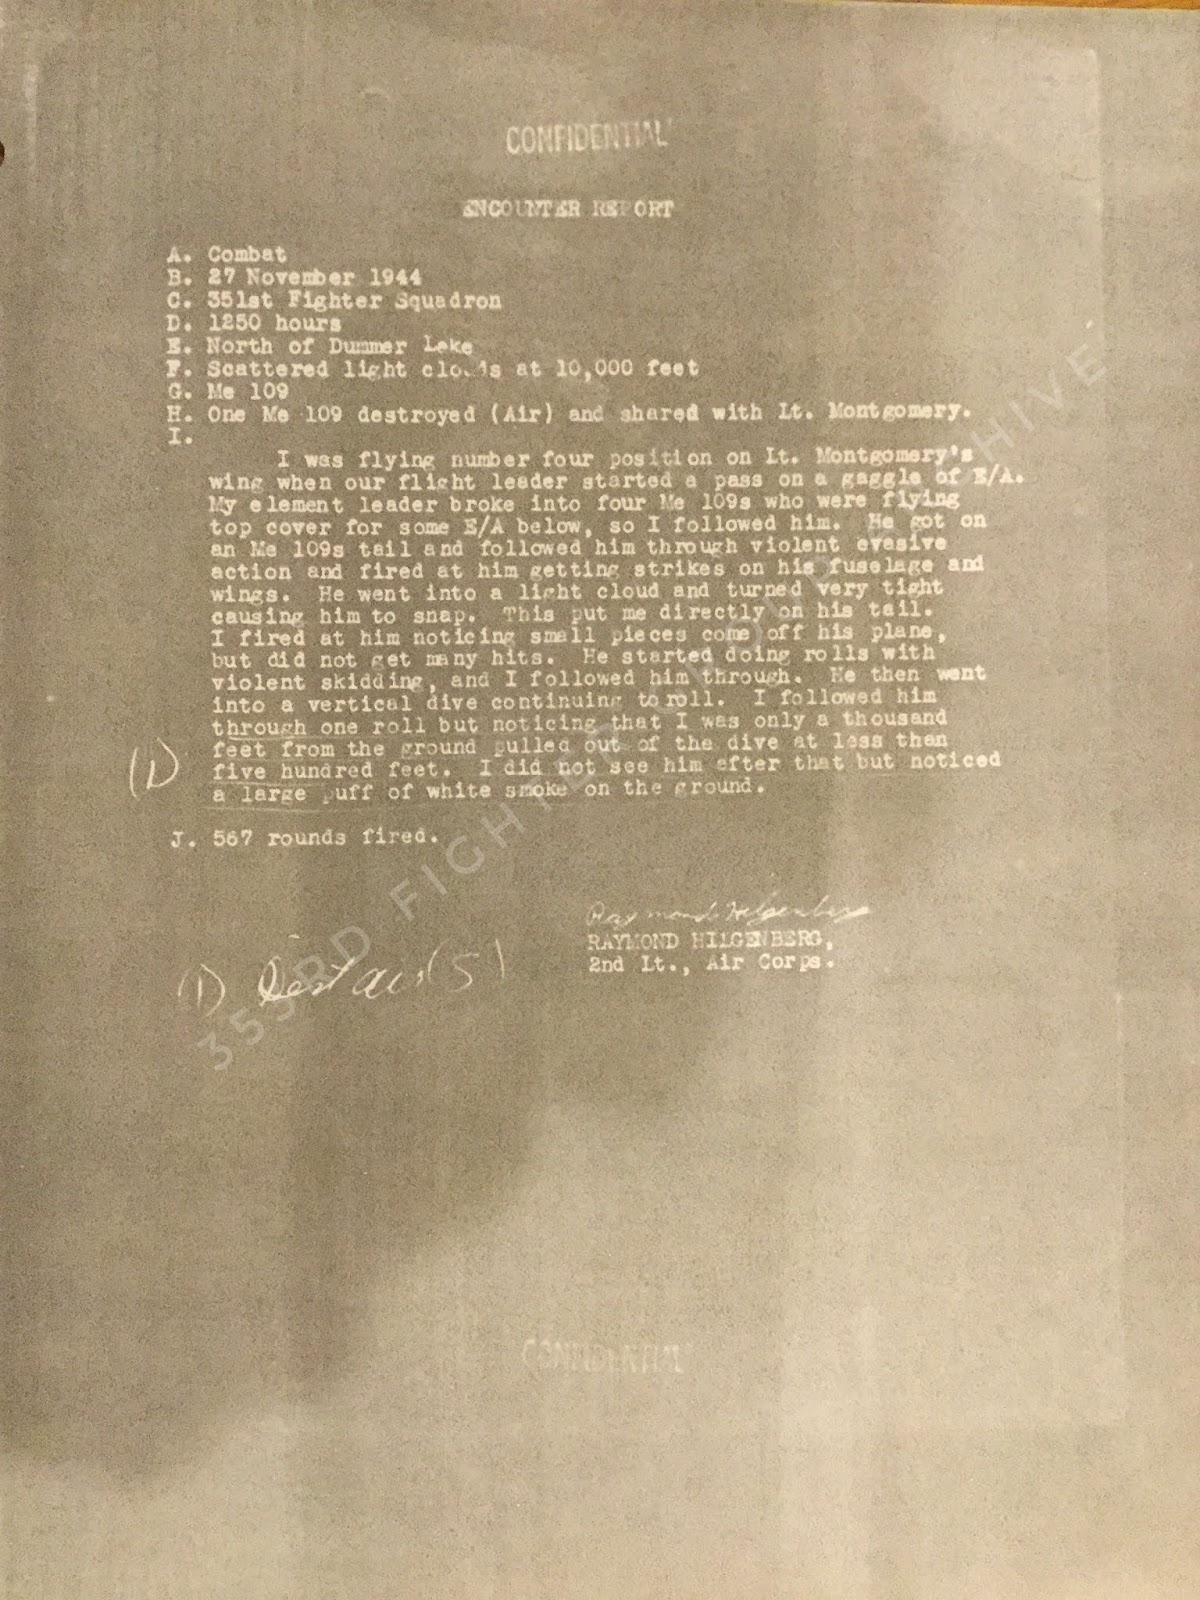 CONFIDENTIAL
ENCOUNTER REPORT
A. Combat
B. 27 November 1944
C. 351st Fighter Squadron
D. 1250 hours
E. North of Dummer Lake
F. Scattered light clouds at 10,000 feet
G. Me 109
H. One Me 109 destroyed (Air) and shared with Lt. Montgomery.
I.
I was flying number four position on Lt. Montgomery's
wing when our flight leader started a pass on a gaggle of E/A.
My element leader broke into four Me 109s who were flying
top cover for some E/A below, so I followed him. He got on
an Me 109s tail and followed him through violent evasive
action and fired at him getting strikes on his fuselage and
wings. He went into a light cloud and turned very tight
causing him to snap. This put me directly on his tail.
I fired at him noticing small pieces come off his plane,
but did not get many hits. He started doing rolls with
violent skidding, and I followed him through. He then went
into a vertical dive continuing to roll. I followed him
through one roll but noticing that I was only a thousand
feet from the ground pulled out of the dive at less than
(1) five hundred feet. I did not see him after that but noticed
a large puff of white smoke on the ground.
J. 567 rounds fired.
Raymond Hilgenberg
RAYMOND HILGENBERG,
2nd Lt., Air Corps.
(1) Dest air (S)
353RD FIGHTER GROUP ARCHIVE
CONFIDENTIAL